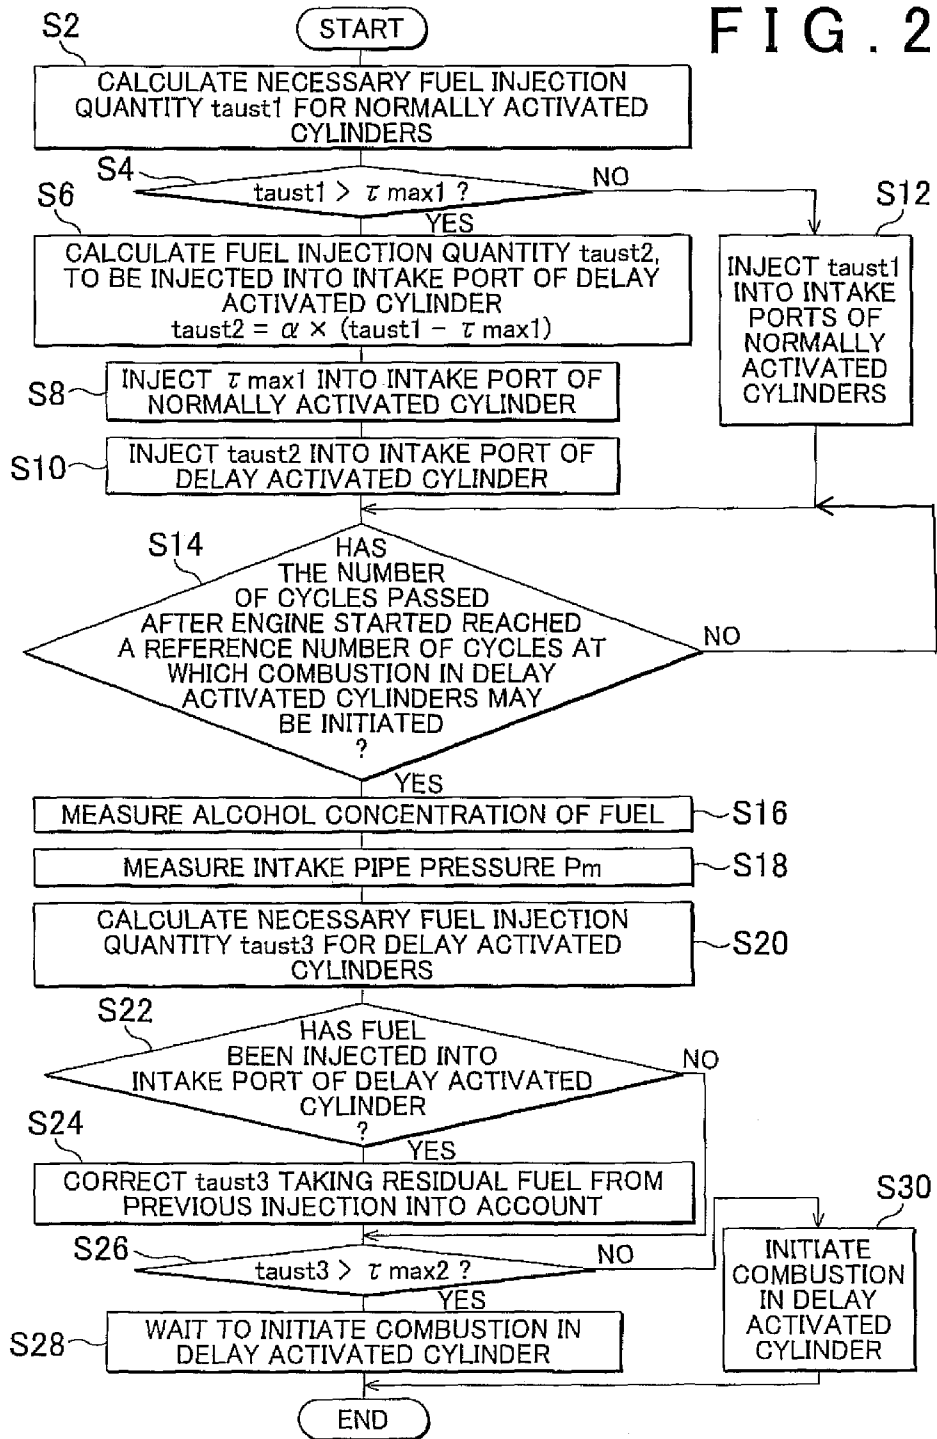 FIG.2
START
S2
CALCULATE NECESSARY FUEL INJECTION
QUANTITY taust1 FOR NORMALLY ACTIVATED
CYLINDERS
S4
taust1 > τ max1 ?
NO
YES
S6
CALCULATE FUEL INJECTION QUANTITY taust2,
TO BE INJECTED INTO INTAKE PORT OF DELAY
ACTIVATED CYLINDER
taust2 = α × (taust1 − τ max1)
S12
INJECT taust1
INTO INTAKE
PORTS OF
NORMALLY
ACTIVATED
CYLINDERS
S8
INJECT τ max1 INTO INTAKE PORT OF
NORMALLY ACTIVATED CYLINDER
S10
INJECT taust2 INTO INTAKE PORT OF
DELAY ACTIVATED CYLINDER
S14
HAS
THE NUMBER
OF CYCLES PASSED
AFTER ENGINE STARTED REACHED
A REFERENCE NUMBER OF CYCLES AT
WHICH COMBUSTION IN DELAY
ACTIVATED CYLINDERS MAY
BE INITIATED
?
NO
YES
MEASURE ALCOHOL CONCENTRATION OF FUEL
S16
MEASURE INTAKE PIPE PRESSURE Pm
S18
CALCULATE NECESSARY FUEL INJECTION
QUANTITY taust3 FOR DELAY ACTIVATED
CYLINDERS
S20
S22
HAS FUEL
BEEN INJECTED INTO
INTAKE PORT OF DELAY ACTIVATED
CYLINDER
?
NO
YES
S24
CORRECT taust3 TAKING RESIDUAL FUEL FROM
PREVIOUS INJECTION INTO ACCOUNT
S26
taust3 > τ max2 ?
NO
YES
S30
INITIATE
COMBUSTION
IN DELAY
ACTIVATED
CYLINDER
S28
WAIT TO INITIATE COMBUSTION IN
DELAY ACTIVATED CYLINDER
END